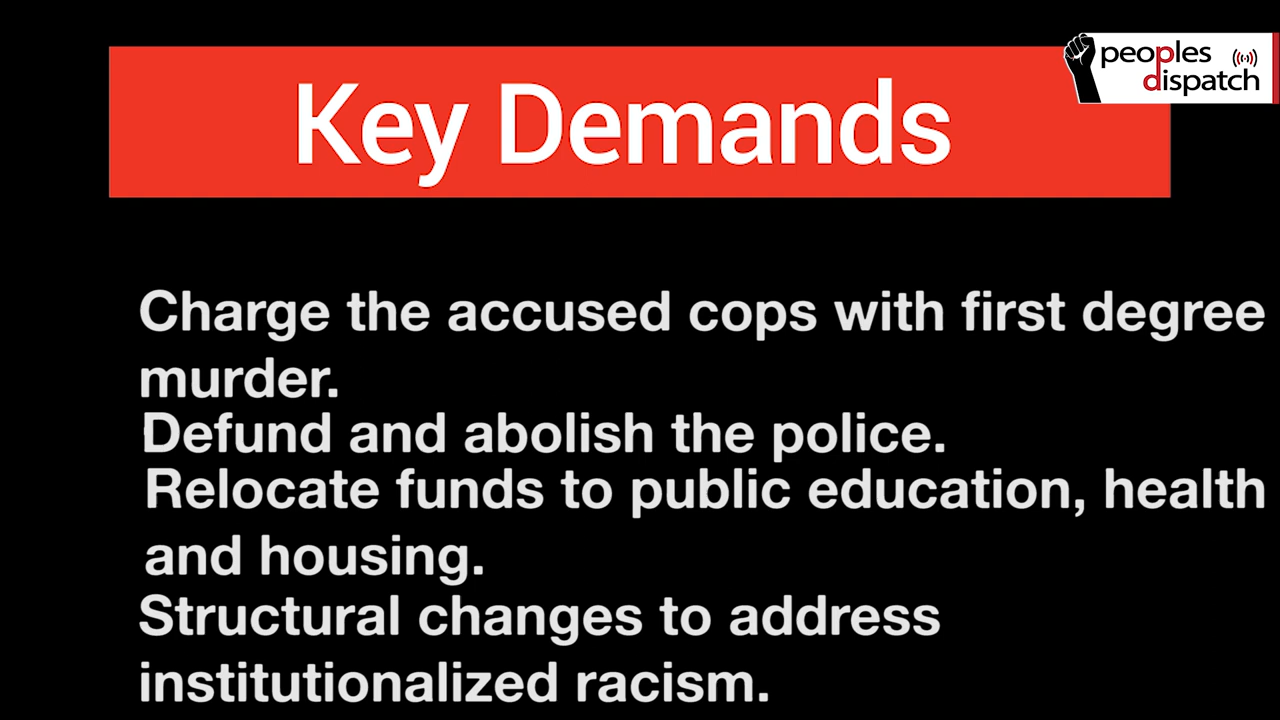 peoples
dispatch
Key Demands
Charge the accused cops with first degree
murder.
Defund and abolish the police.
Relocate funds to public education, health
and housing.
Structural changes to address
institutionalized racism.